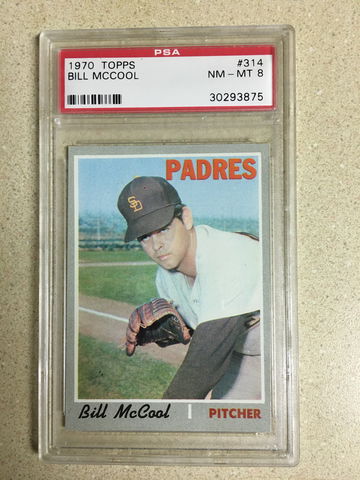 PSA
1970 TOPPS #314
BILL MCCOOL NM-MT 8
30293875
PADRES
SD
Bill McCool PITCHER